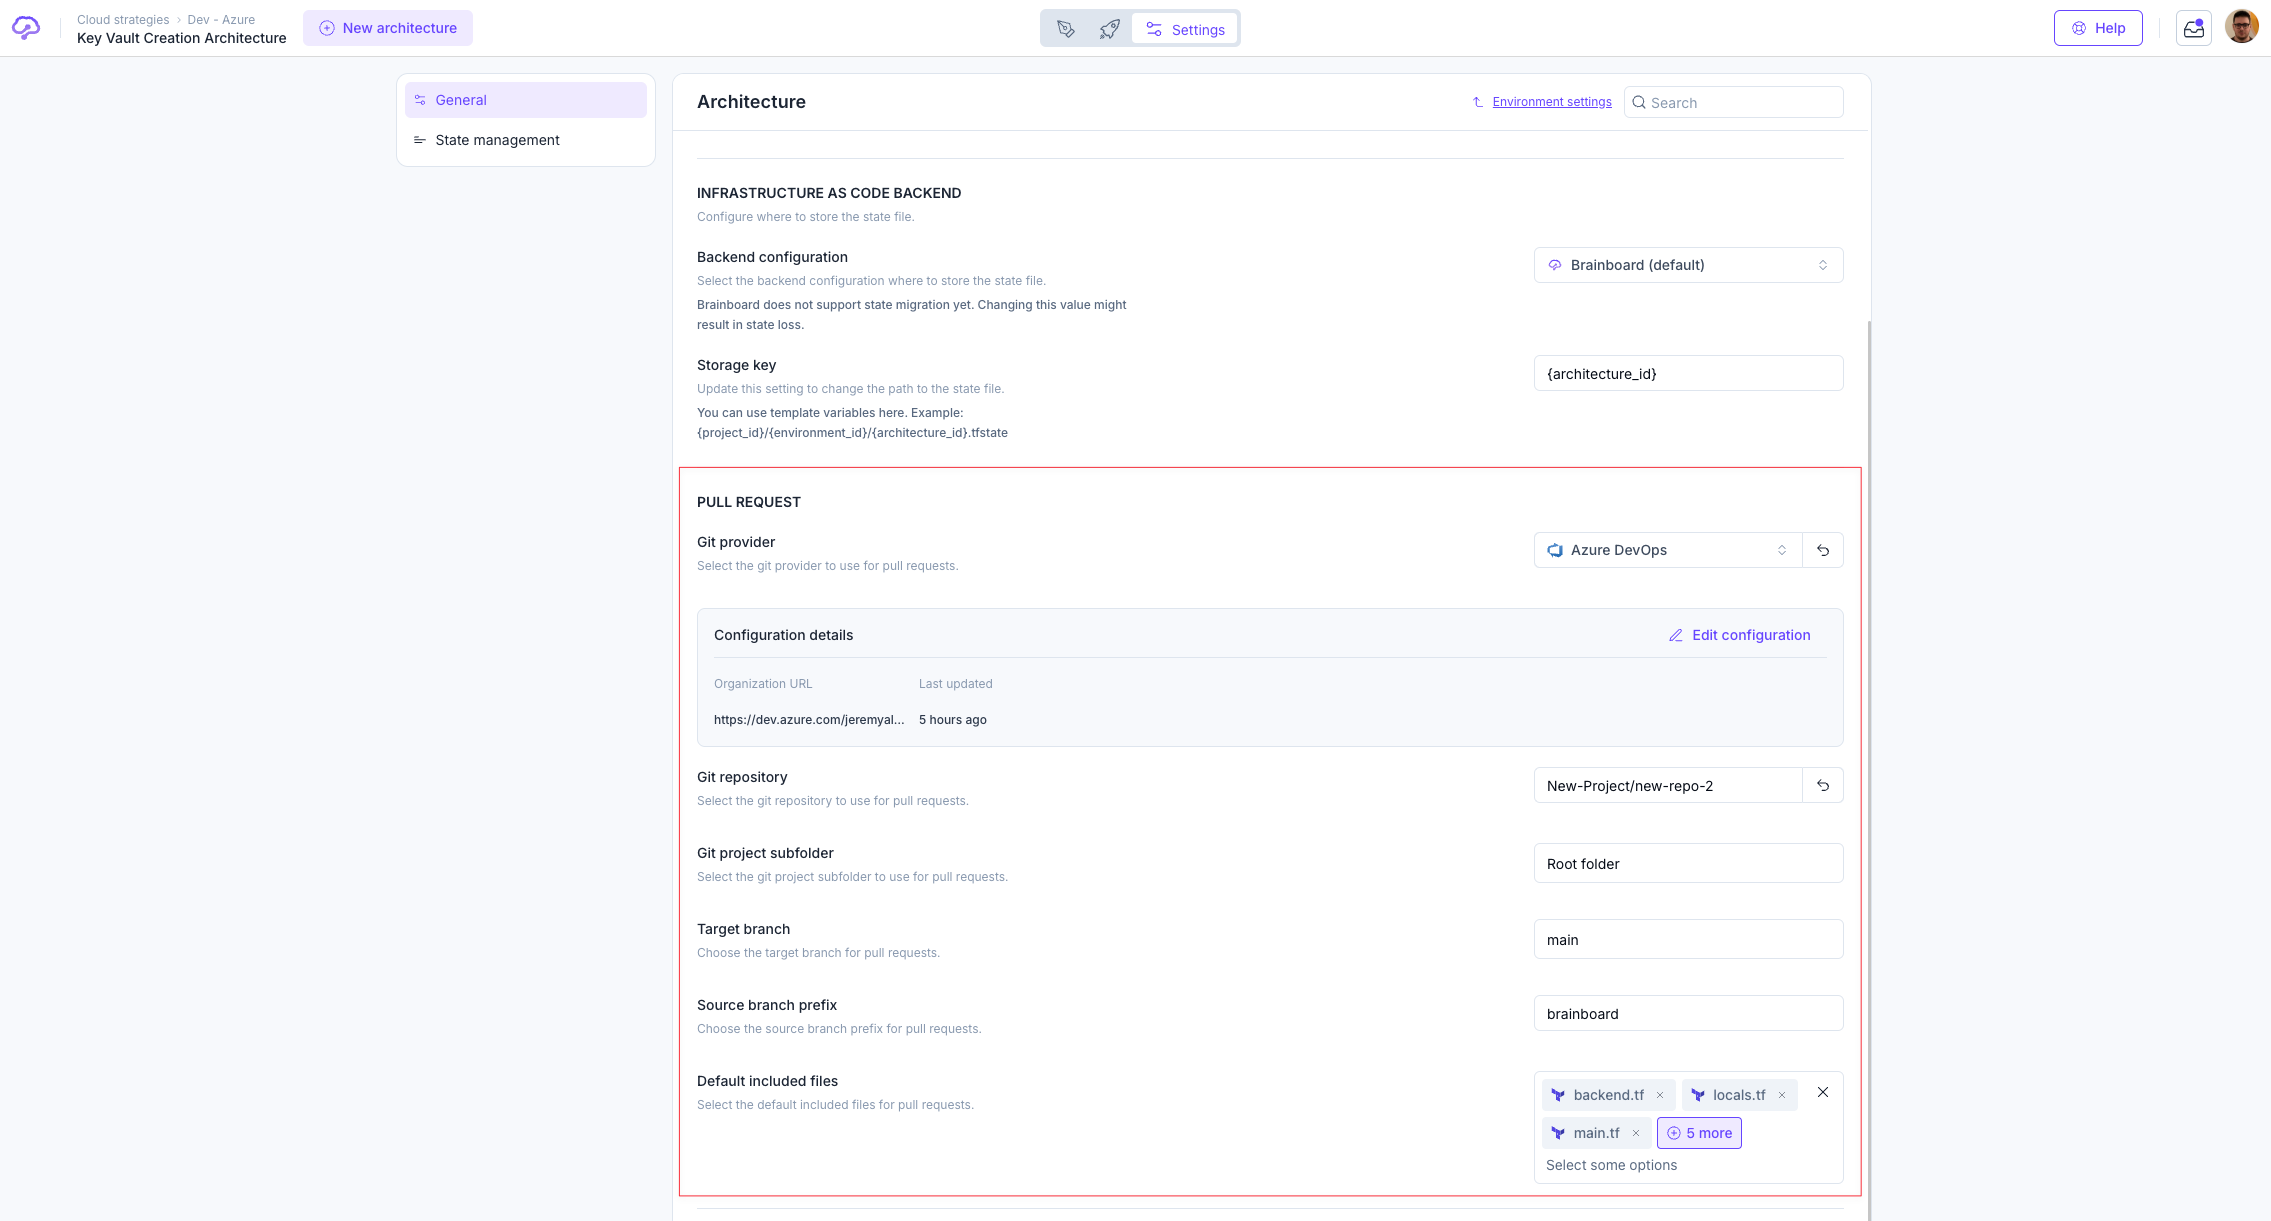 Cloud strategies › Dev - Azure
Key Vault Creation Architecture
New architecture
Settings
Help
General
State management
Architecture
Environment settings
Search
INFRASTRUCTURE AS CODE BACKEND
Configure where to store the state file.
Backend configuration
Select the backend configuration where to store the state file.
Brainboard does not support state migration yet. Changing this value might
result in state loss.
Brainboard (default)
Storage key
Update this setting to change the path to the state file.
You can use template variables here. Example:
{project_id}/{environment_id}/{architecture_id}.tfstate
{architecture_id}
PULL REQUEST
Git provider
Select the git provider to use for pull requests.
Azure DevOps
Configuration details
Edit configuration
Organization URL
Last updated
https://dev.azure.com/jeremyal...
5 hours ago
Git repository
Select the git repository to use for pull requests.
New-Project/new-repo-2
Git project subfolder
Select the git project subfolder to use for pull requests.
Root folder
Target branch
Choose the target branch for pull requests.
main
Source branch prefix
Choose the source branch prefix for pull requests.
brainboard
Default included files
Select the default included files for pull requests.
backend.tf
locals.tf
main.tf
5 more
Select some options